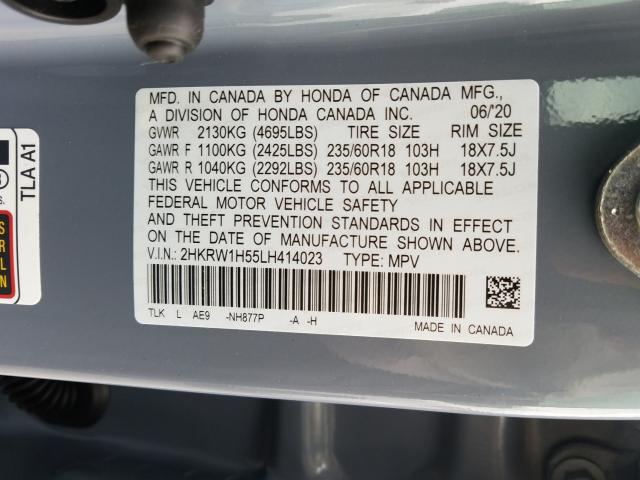 MFD. IN CANADA BY HONDA OF CANADA MFG.,
A DIVISION OF HONDA CANADA INC. 06/'20
GVWR 2130KG (4695LBS) TIRE SIZE RIM SIZE
GAWR F 1100KG (2425LBS) 235/60R18 103H 18X7.5J
GAWR R 1040KG (2292LBS) 235/60R18 103H 18X7.5J
THIS VEHICLE CONFORMS TO ALL APPLICABLE
FEDERAL MOTOR VEHICLE SAFETY
AND THEFT PREVENTION STANDARDS IN EFFECT
ON THE DATE OF MANUFACTURE SHOWN ABOVE.
V.I.N.: 2HKRW1H55LH414023 TYPE: MPV
TLK L AE9 -NH877P -A -H
MADE IN CANADA
TLA A1